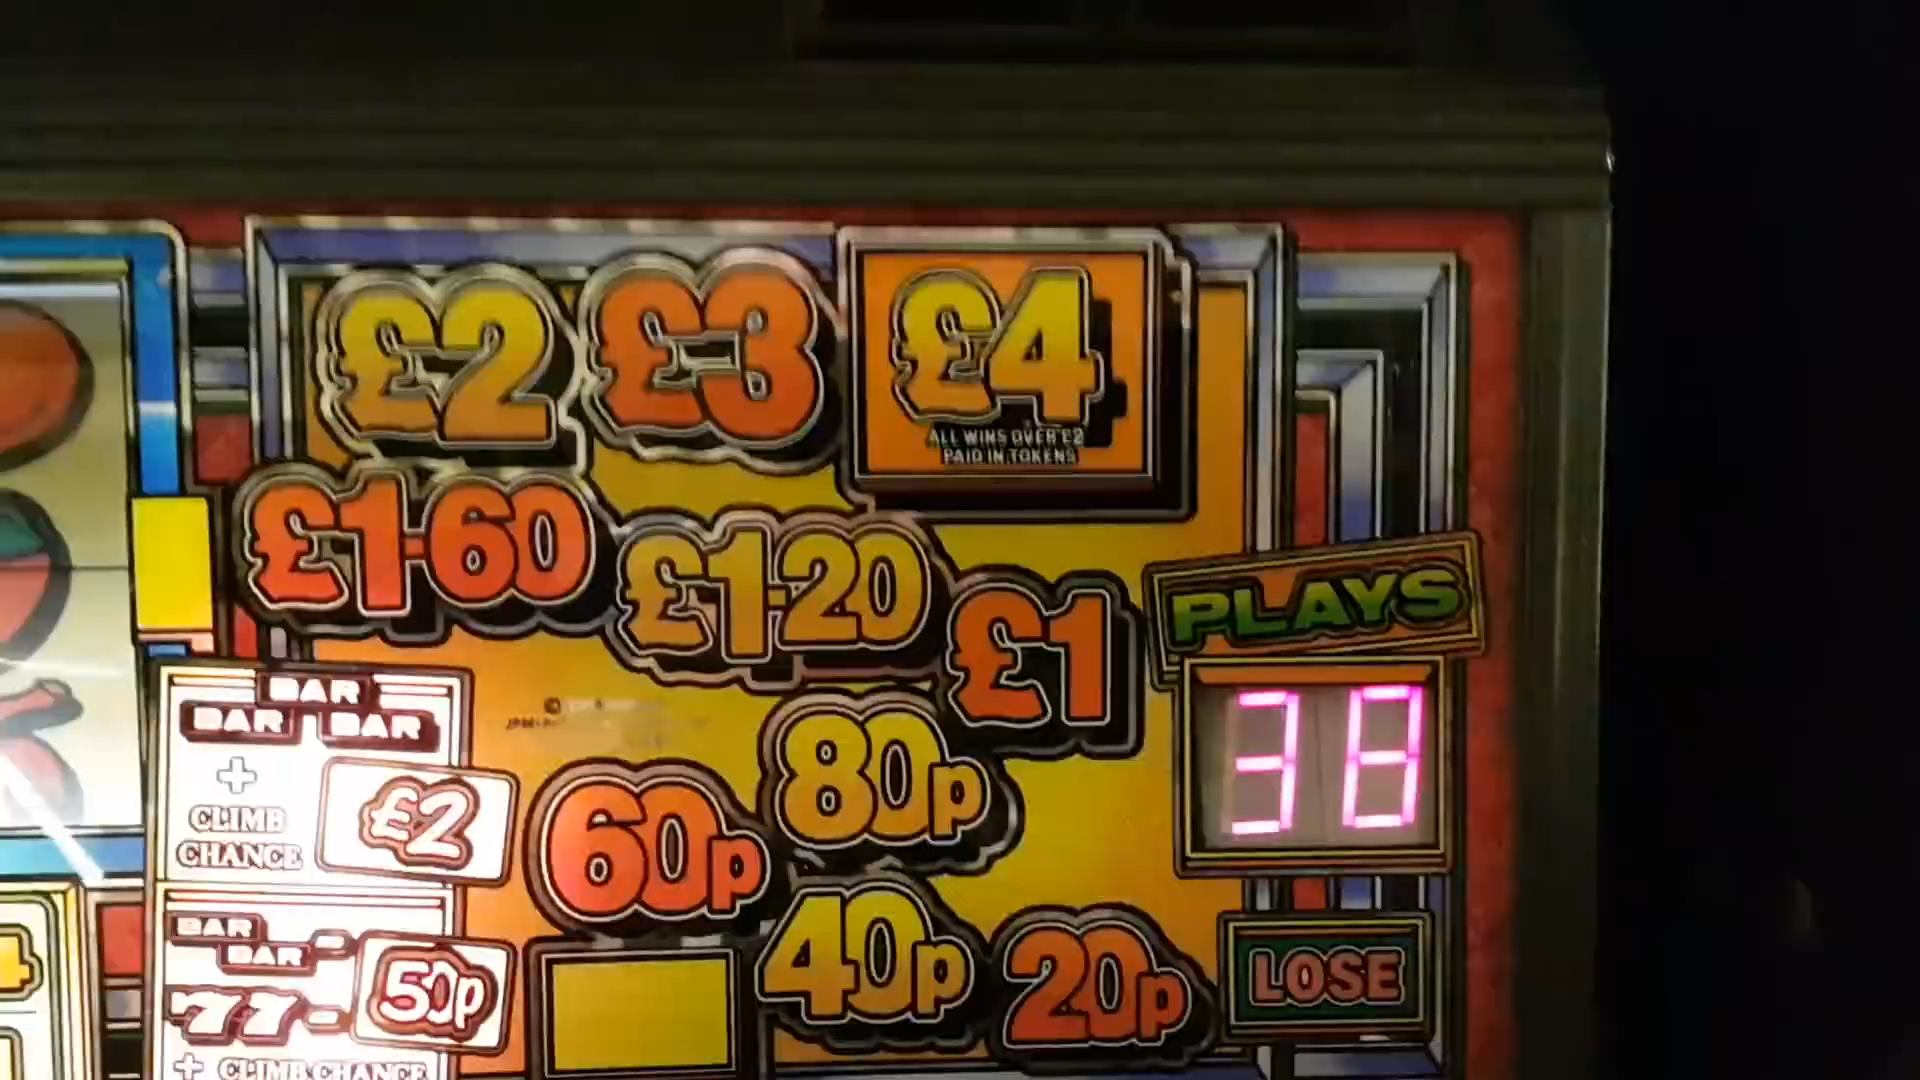 £2 £3 £4
ALL WINS OVER £2
PAID IN TOKENS
£1·60 £1·20 £1
PLAYS
38
BAR
BAR BAR
+
CLIMB
CHANCE
£2
60p
80p
BAR
BAR -
77 -
50p
+ CLIMB CHANCE
40p
20p
LOSE